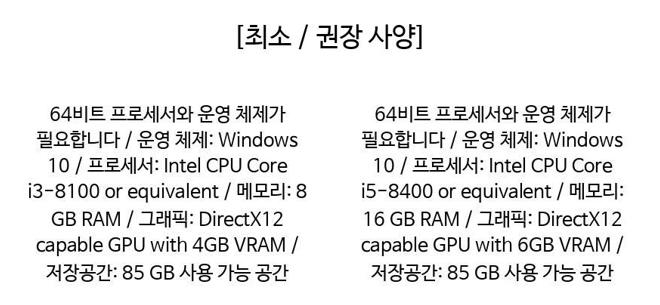 [최소 / 권장 사양]
64비트 프로세서와 운영 체제가
필요합니다 / 운영 체제: Windows
10 / 프로세서: Intel CPU Core
i3-8100 or equivalent / 메모리: 8
GB RAM / 그래픽: DirectX12
capable GPU with 4GB VRAM /
저장공간: 85 GB 사용 가능 공간
64비트 프로세서와 운영 체제가
필요합니다 / 운영 체제: Windows
10 / 프로세서: Intel CPU Core
i5-8400 or equivalent / 메모리:
16 GB RAM / 그래픽: DirectX12
capable GPU with 6GB VRAM /
저장공간: 85 GB 사용 가능 공간